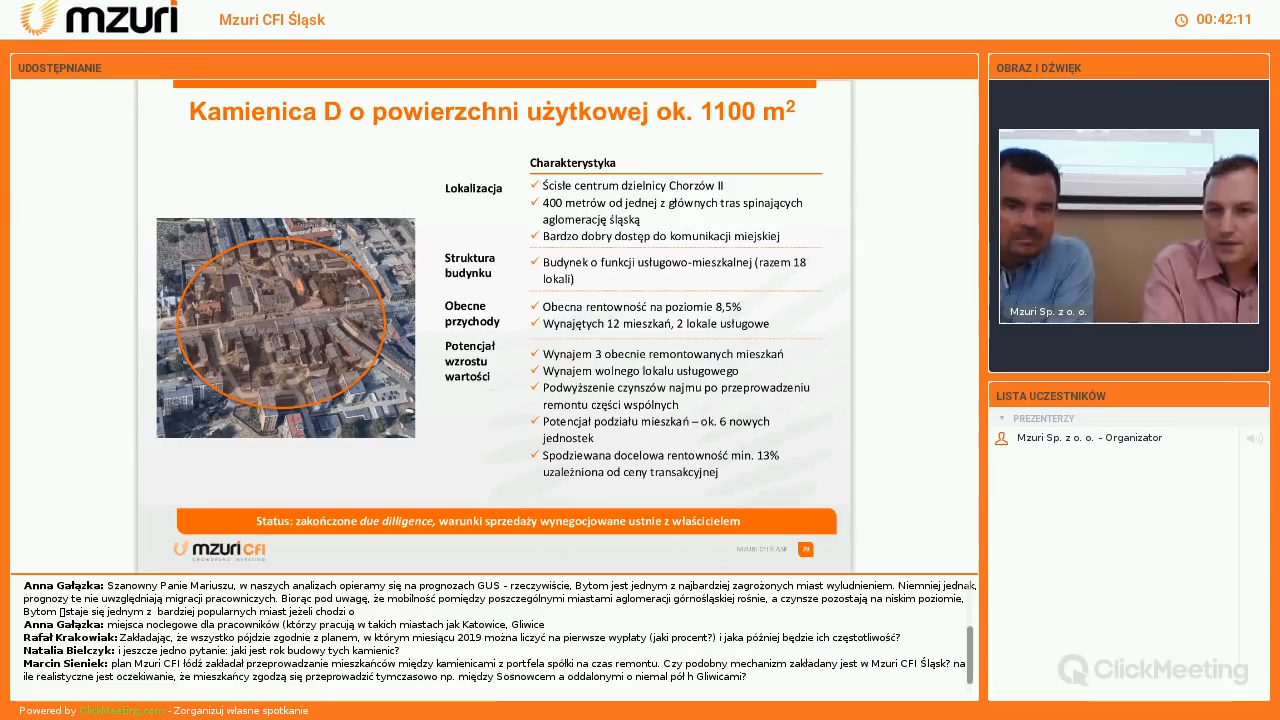 mzuri
Mzuri CFI Śląsk
00:42:11
UDOSTĘPNIANIE
OBRAZ I DŹWIĘK
Kamienica D o powierzchni użytkowej ok. 1100 m²
Charakterystyka
Lokalizacja
✓ Ścisłe centrum dzielnicy Chorzów II
✓ 400 metrów od jednej z głównych tras spinających
aglomerację śląską
✓ Bardzo dobry dostęp do komunikacji miejskiej
Struktura
budynku
✓ Budynek o funkcji usługowo-mieszkalnej (razem 18
lokali)
Obecne
przychody
✓ Obecna rentowność na poziomie 8,5%
✓ Wynajętych 12 mieszkań, 2 lokale usługowe
Potencjał
wzrostu
wartości
✓ Wynajem 3 obecnie remontowanych mieszkań
✓ Wynajem wolnego lokalu usługowego
✓ Podwyższenie czynszów najmu po przeprowadzeniu
remontu części wspólnych
✓ Potencjał podziału mieszkań – ok. 6 nowych
jednostek
✓ Spodziewana docelowa rentowność min. 13%
uzależniona od ceny transakcyjnej
Status: zakończone due dilligence, warunki sprzedaży wynegocjowane ustnie z właścicielem
mzuri CFI
CROWDFUND INVESTING
MZURI CFI ŚLĄSK
29
Mzuri Sp. z o. o.
LISTA UCZESTNIKÓW
PREZENTERZY
Mzuri Sp. z o. o. - Organizator
Anna Gałązka: Szanowny Panie Mariuszu, w naszych analizach opieramy się na prognozach GUS - rzeczywiście, Bytom jest jednym z najbardziej zagrożonych miast wyludnieniem. Niemniej jednak,
prognozy te nie uwzględniają migracji pracowniczych. Biorąc pod uwagę, że mobilność pomiędzy poszczególnymi miastami aglomeracji górnośląskiej rośnie, a czynsze pozostają na niskim poziomie,
Bytom staje się jednym z bardziej popularnych miast jeżeli chodzi o
Anna Gałązka: miejsca noclegowe dla pracowników (którzy pracują w takich miastach jak Katowice, Gliwice
Rafał Krakowiak: Zakładając, że wszystko pójdzie zgodnie z planem, w którym miesiącu 2019 można liczyć na pierwsze wypłaty (jaki procent?) i jaka później będzie ich częstotliwość?
Natalia Bielczyk: i jeszcze jedno pytanie: jaki jest rok budowy tych kamienic?
Marcin Sieniek: plan Mzuri CFI łódź zakładał przeprowadzanie mieszkańców między kamienicami z portfela spółki na czas remontu. Czy podobny mechanizm zakładany jest w Mzuri CFI Śląsk? na
ile realistyczne jest oczekiwanie, że mieszkańcy zgodzą się przeprowadzić tymczasowo np. między Sosnowcem a oddalonymi o niemal pół h Gliwicami?
ClickMeeting
Powered by ClickMeeting.com - Zorganizuj własne spotkanie